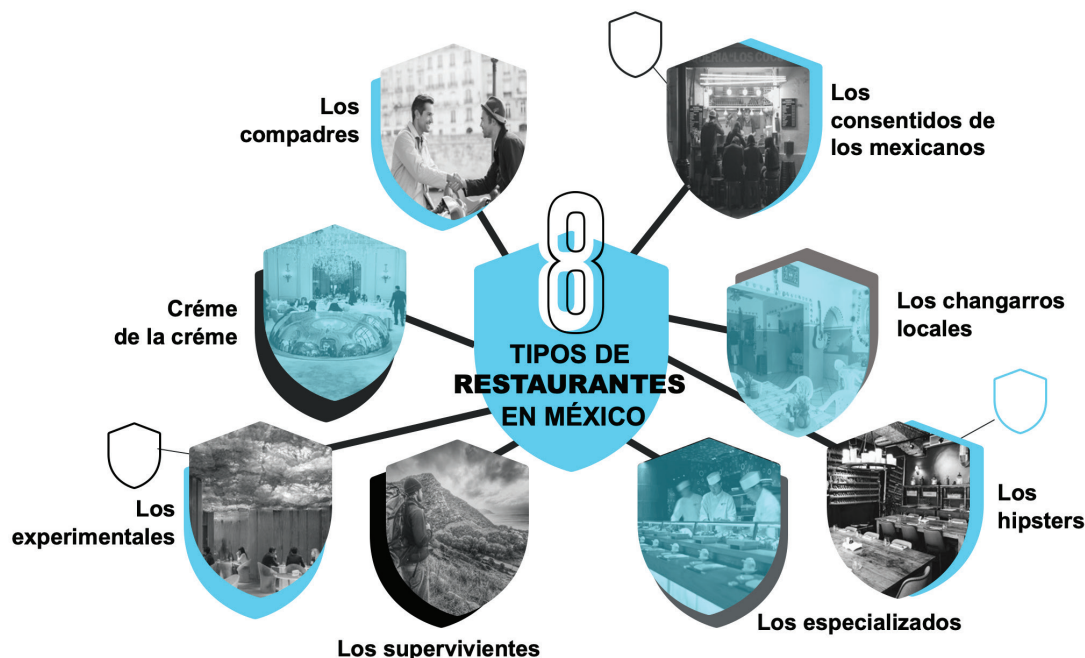 Los
compadres
Los
consentidos de
los mexicanos
Créme
de la créme
8
TIPOS DE
RESTAURANTES
EN MÉXICO
Los changarros
locales
Los
experimentales
Los
hipsters
Los especializados
Los supervivientes